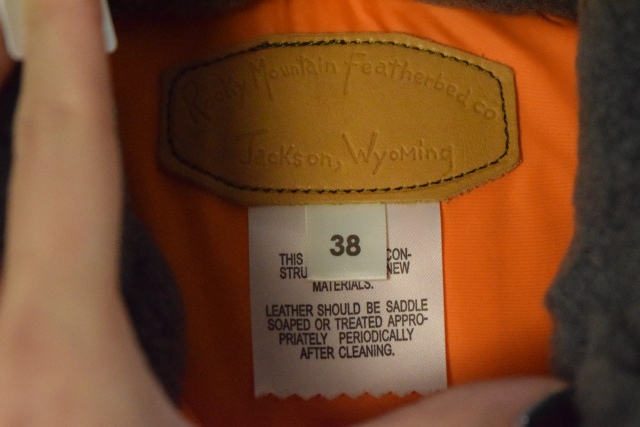 Rocky Mountain Featherbed co
Jackson, Wyoming
38
THIS CON-
STRU NEW
MATERIALS.
LEATHER SHOULD BE SADDLE
SOAPED OR TREATED APPRO-
PRIATELY PERIODICALLY
AFTER CLEANING.